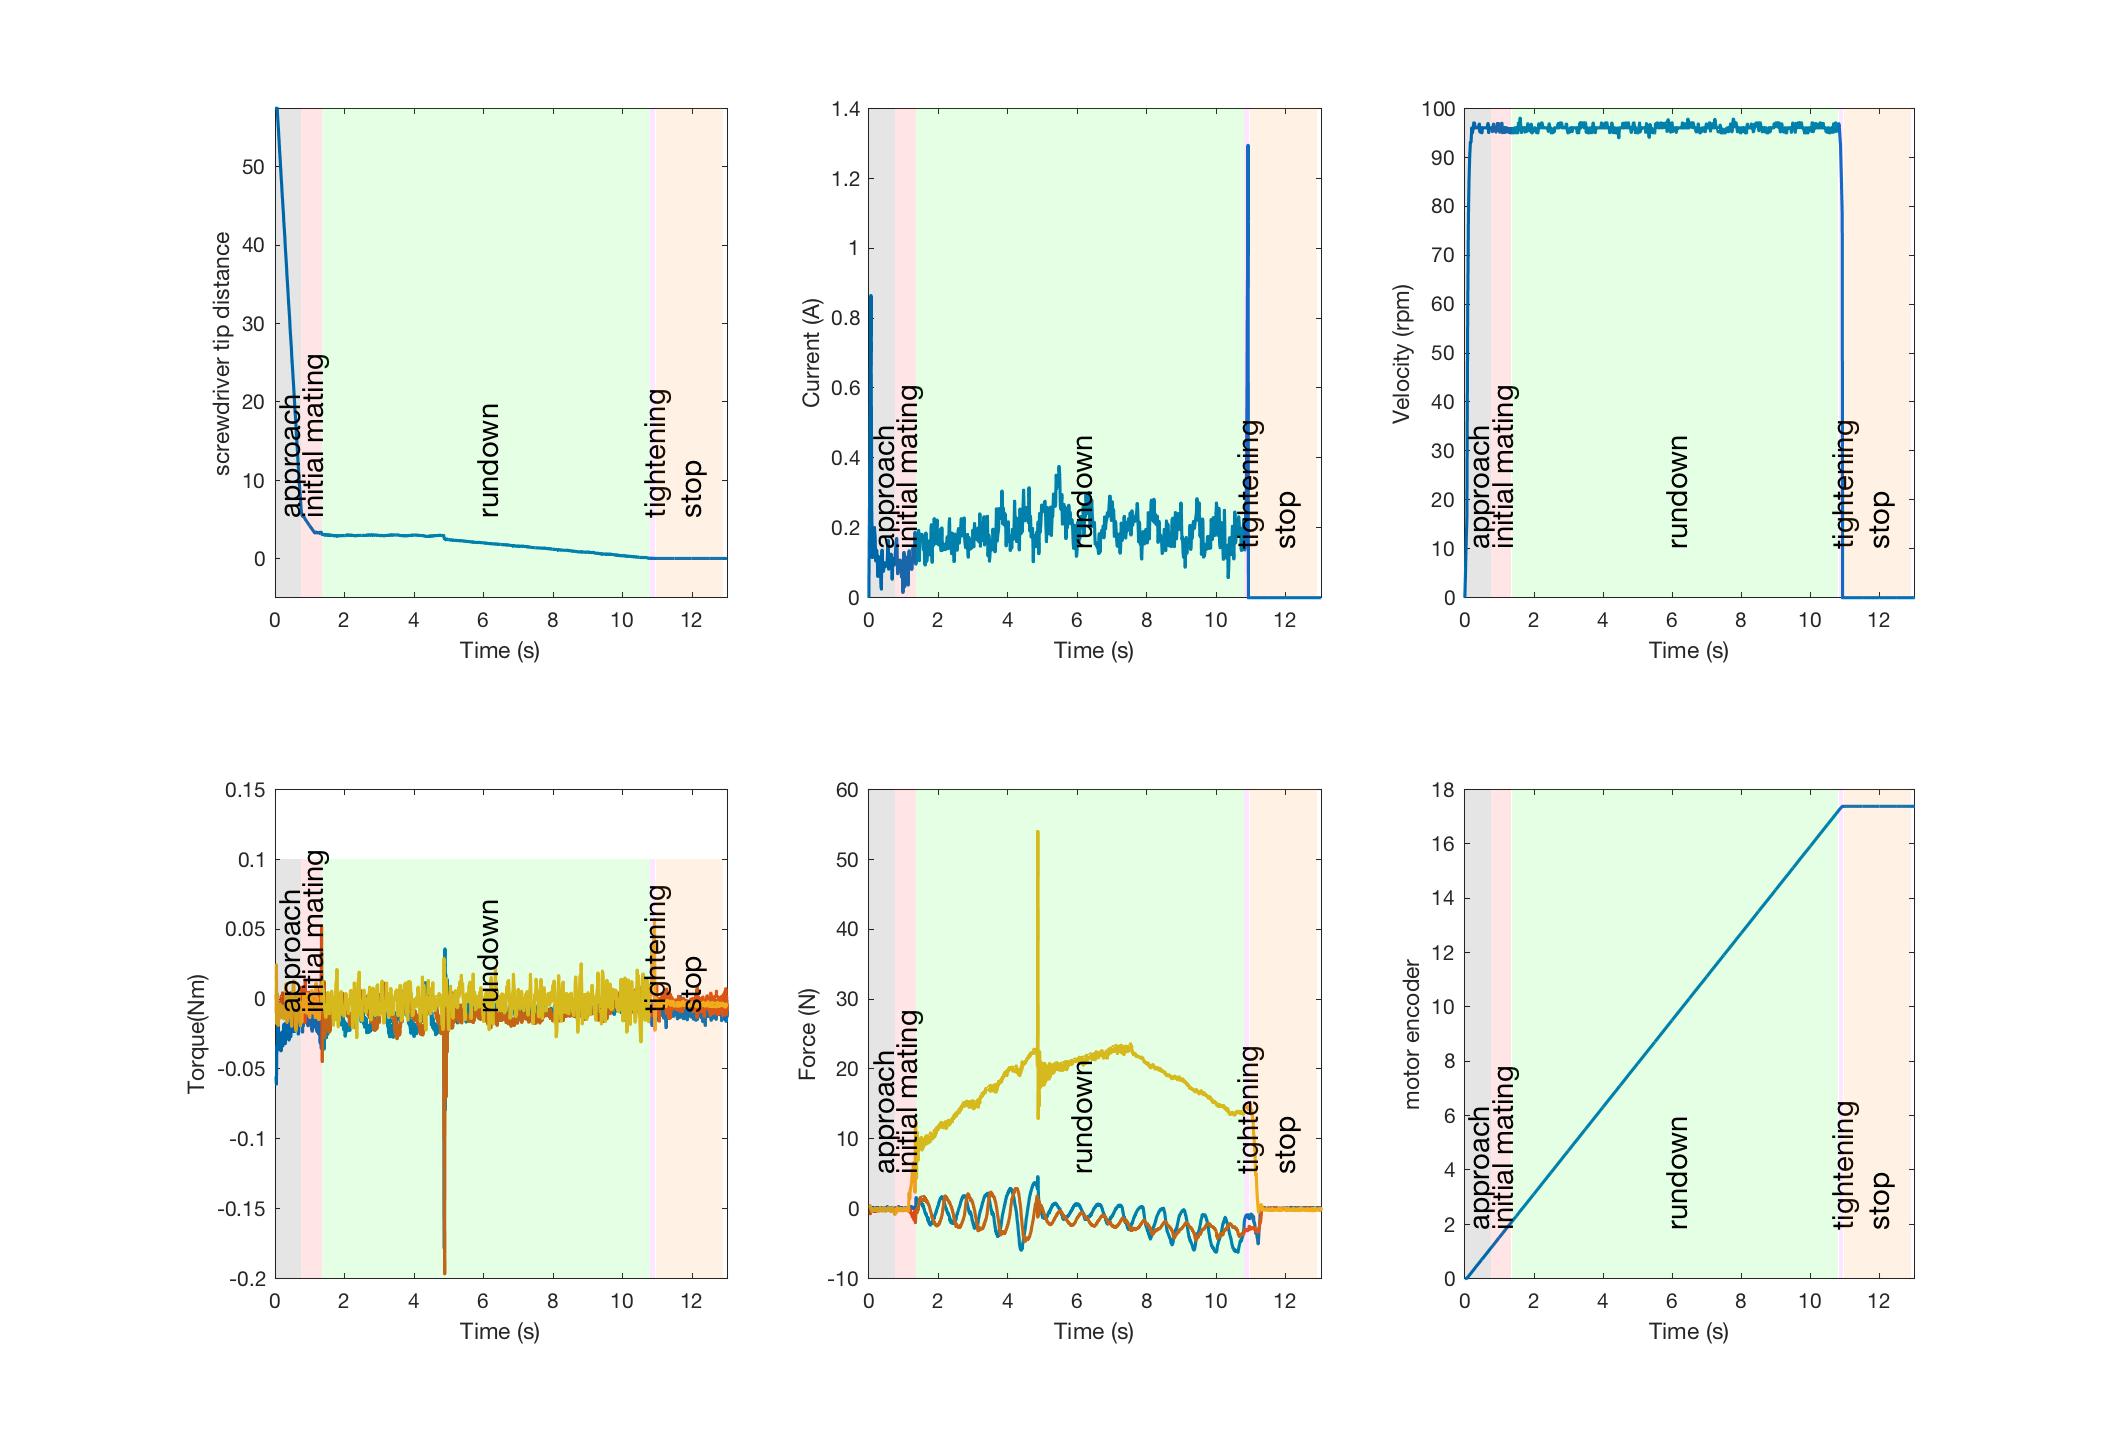 50
40
30
20
10
0
screwdriver tip distance
approach
initial mating
rundown
tightening
stop
0 2 4 6 8 10 12
Time (s)
1.4
1.2
1
0.8
0.6
0.4
0.2
0
Current (A)
approach
initial mating
rundown
tightening
stop
0 2 4 6 8 10 12
Time (s)
100
90
80
70
60
50
40
30
20
10
0
Velocity (rpm)
approach
initial mating
rundown
tightening
stop
0 2 4 6 8 10 12
Time (s)
0.15
0.1
0.05
0
-0.05
-0.1
-0.15
-0.2
Torque(Nm)
approach
initial mating
rundown
tightening
stop
0 2 4 6 8 10 12
Time (s)
60
50
40
30
20
10
0
-10
Force (N)
approach
initial mating
rundown
tightening
stop
0 2 4 6 8 10 12
Time (s)
18
16
14
12
10
8
6
4
2
0
motor encoder
approach
initial mating
rundown
tightening
stop
0 2 4 6 8 10 12
Time (s)